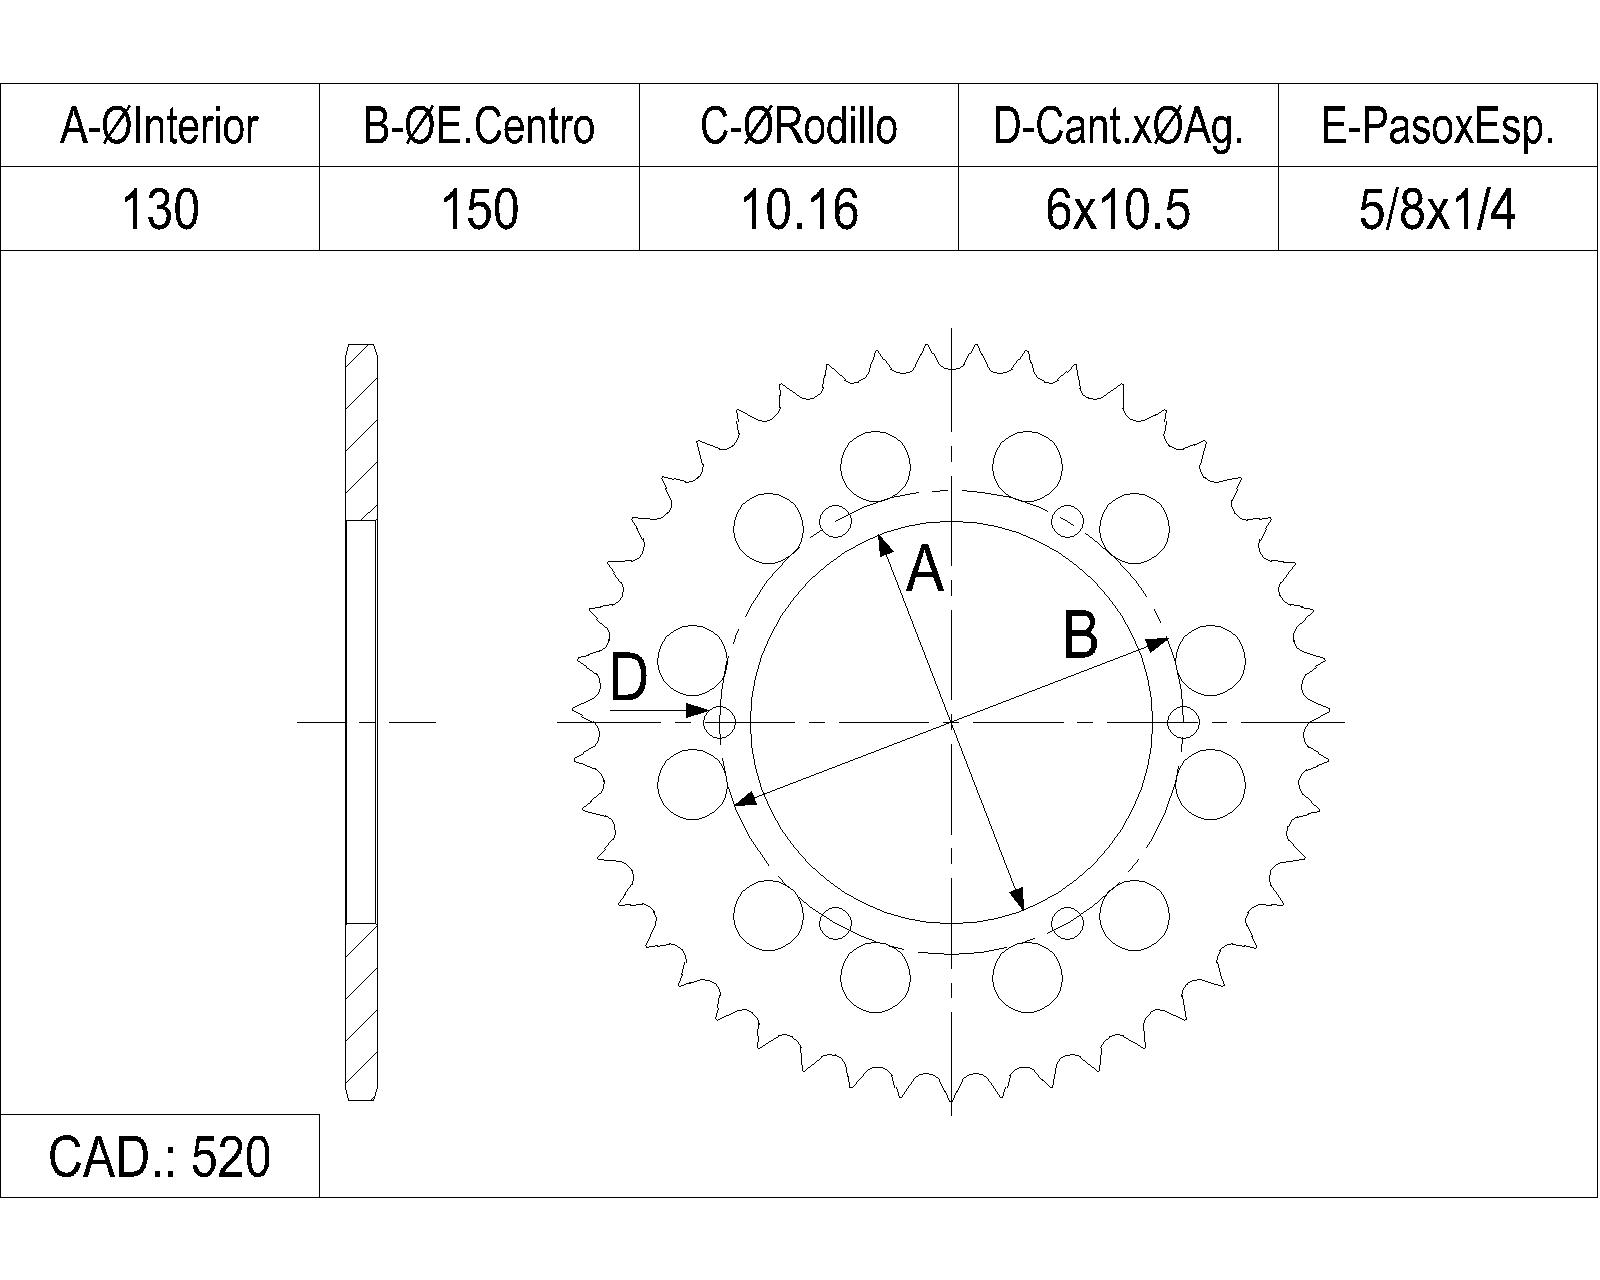 A-ØInterior B-ØE.Centro C-ØRodillo D-Cant.xØAg. E-PasoxEsp.
130 150 10.16 6x10.5 5/8x1/4
A
B
D
CAD.: 520